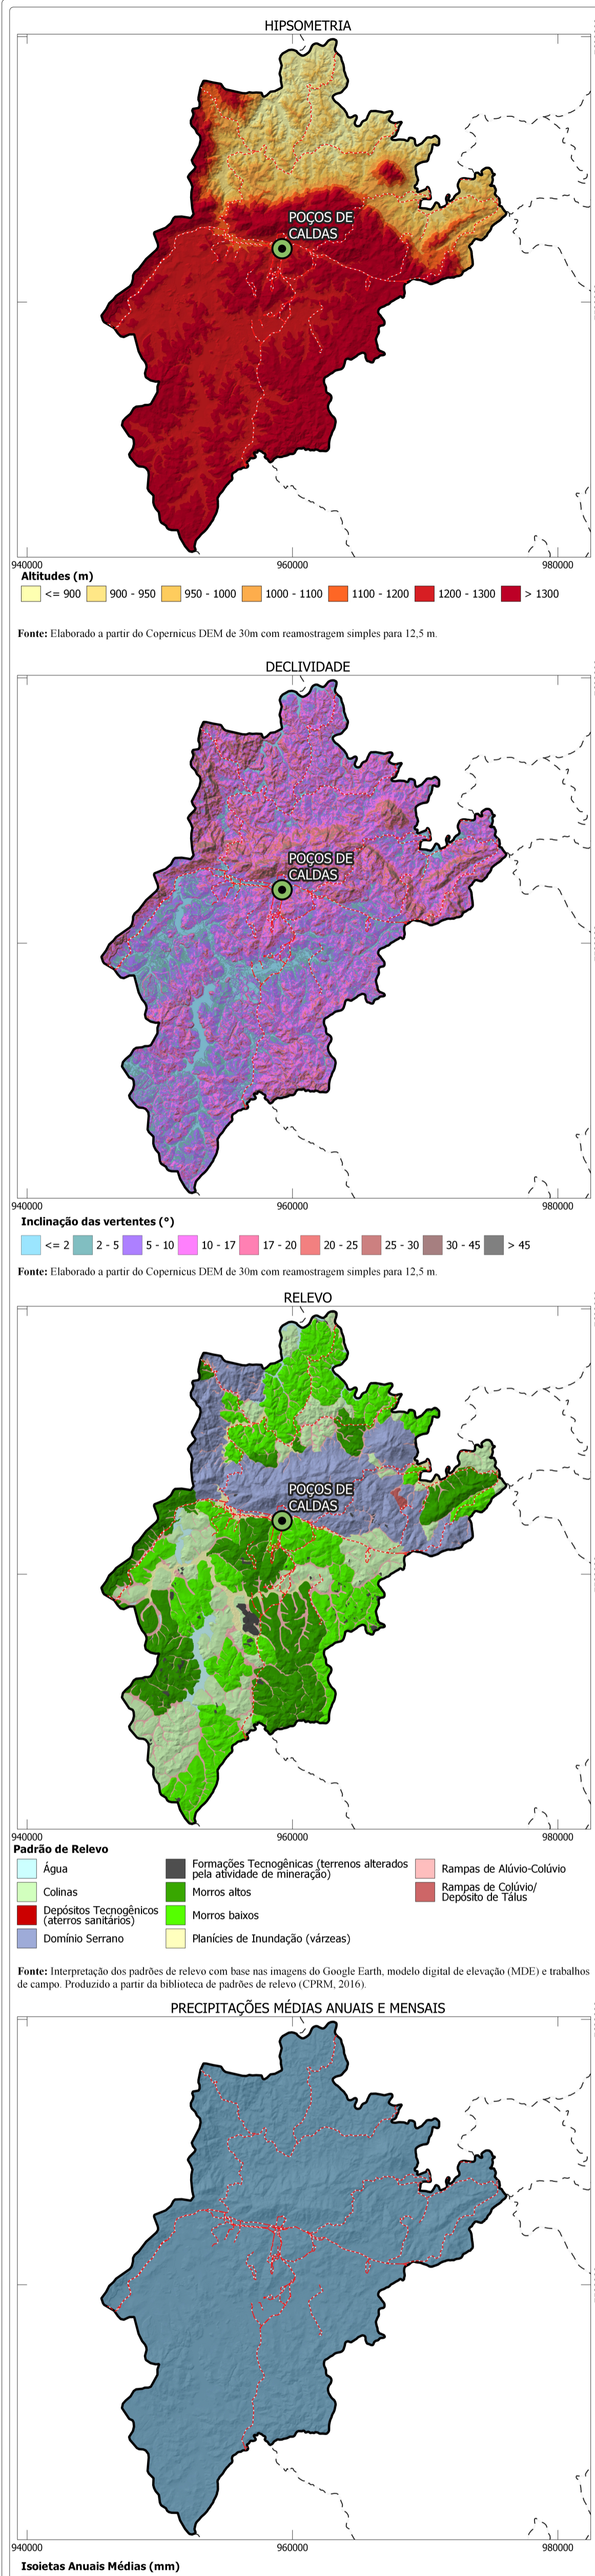 HIPSOMETRIA
POÇOS DE
CALDAS
940000
960000
980000
Altitudes (m)
<= 900
900 - 950
950 - 1000
1000 - 1100
1100 - 1200
1200 - 1300
> 1300
Fonte: Elaborado a partir do Copernicus DEM de 30m com reamostragem simples para 12,5 m.
DECLIVIDADE
POÇOS DE
CALDAS
940000
960000
980000
Inclinação das vertentes (°)
<= 2
2 - 5
5 - 10
10 - 17
17 - 20
20 - 25
25 - 30
30 - 45
> 45
Fonte: Elaborado a partir do Copernicus DEM de 30m com reamostragem simples para 12,5 m.
RELEVO
POÇOS DE
CALDAS
940000
960000
980000
Padrão de Relevo
Água
Colinas
Depósitos Tecnogênicos
(aterros sanitários)
Domínio Serrano
Formações Tecnogênicas (terrenos alterados
pela atividade de mineração)
Morros altos
Morros baixos
Planícies de Inundação (várzeas)
Rampas de Alúvio-Colúvio
Rampas de Colúvio/
Depósito de Tálus
Fonte: Interpretação dos padrões de relevo com base nas imagens do Google Earth, modelo digital de elevação (MDE) e trabalhos
de campo. Produzido a partir da biblioteca de padrões de relevo (CPRM, 2016).
PRECIPITAÇÕES MÉDIAS ANUAIS E MENSAIS
940000
960000
980000
Isoietas Anuais Médias (mm)